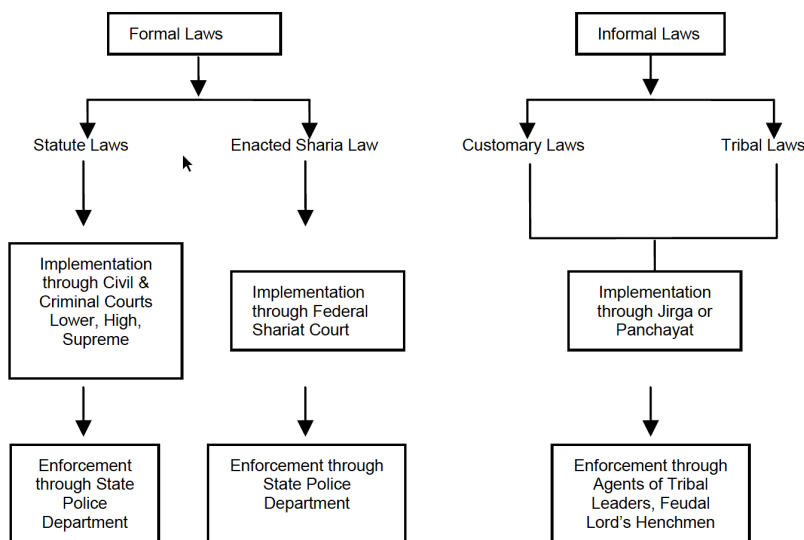 Formal Laws
Informal Laws
Statute Laws
Enacted Sharia Law
Customary Laws
Tribal Laws
Implementation
through Civil &
Criminal Courts
Lower, High,
Supreme
Implementation
through Federal
Shariat Court
Implementation
through Jirga or
Panchayat
Enforcement
through State
Police
Department
Enforcement through
State Police
Department
Enforcement through
Agents of Tribal
Leaders, Feudal
Lord's Henchmen